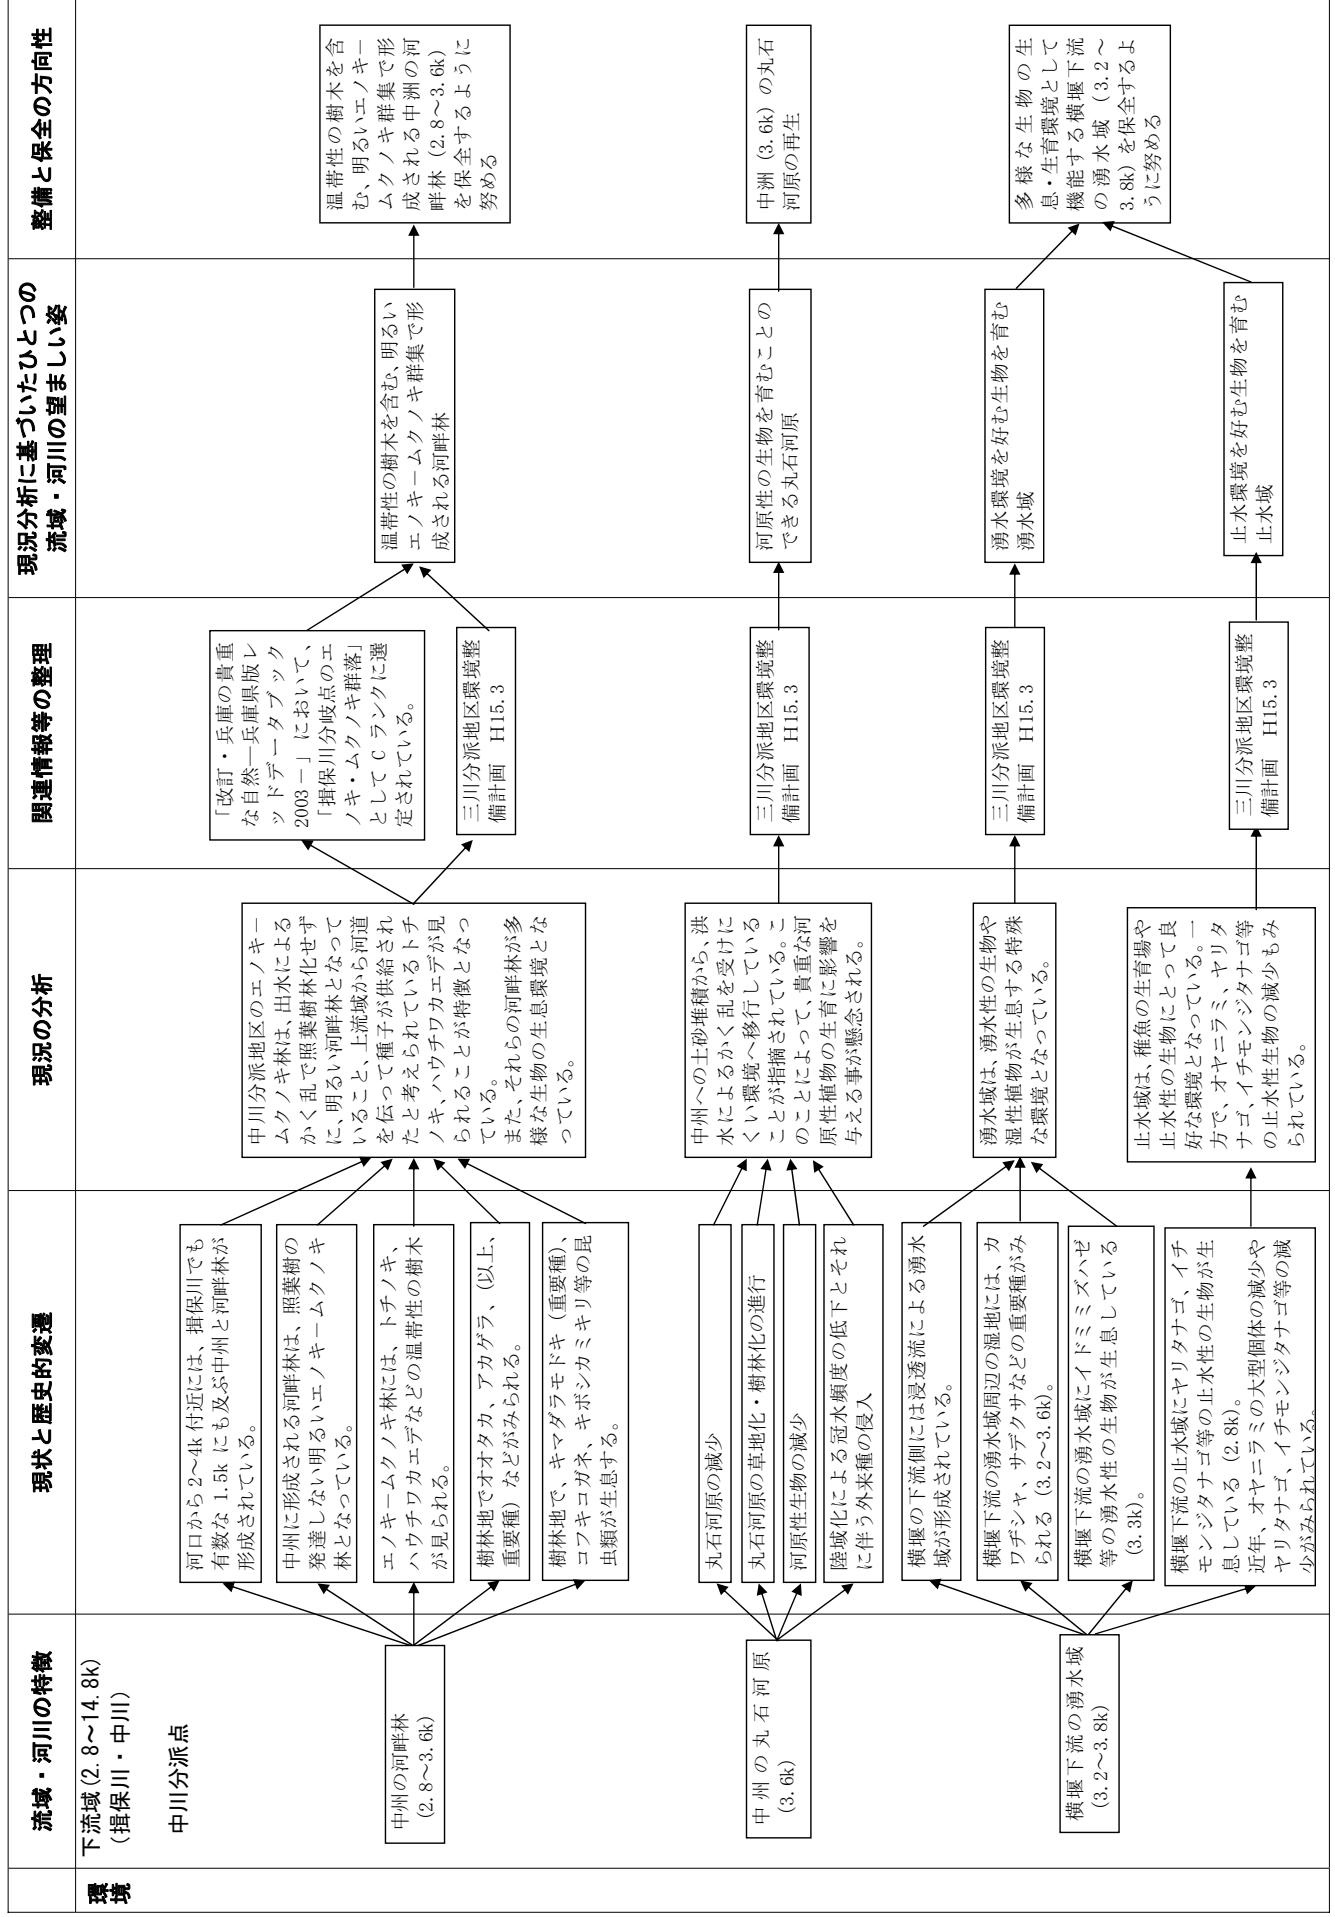 流域・河川の特徴
現状と歴史的変遷
現況の分析
関連情報等の整理
現況分析に基づいたひとつの
流域・河川の望ましい姿
整備と保全の方向性
環
境
下流域(2.8～14.8k)
（揖保川・中川）
中川分派点
中州の河畔林
(2.8～3.6k)
河口から 2～4k 付近には、揖保川でも
有数な 1.5k にも及ぶ中州と河畔林が
形成されている。
中州に形成される河畔林は、照葉樹の
発達しない明るいエノキームクノキ
林となっている。
エノキームクノキ林には、トチノキ、
ハウチワカエデなどの温帯性の樹木
が見られる。
樹林地でオオタカ、アカゲラ、(以上、
重要種）などがみられる。
樹林地で、キマダラモドキ（重要種）、
コフキコガネ、キボシカミキリ等の昆
虫類が生息する。
中川分派地区のエノキー
ムクノキ林は、出水による
かく乱で照葉樹林化せず
に、明るい河畔林となって
いること、上流域から河道
を伝って種子が供給され
たと考えられているトチ
ノキ、ハウチワカエデが見
られることが特徴となっ
ている。
また、それらの河畔林が多
様な生物の生息環境とな
っている。
「改訂・兵庫の貴重
な自然―兵庫県版レ
ッドデータブック
2003－」において、
「揖保川分岐点のエ
ノキ・ムクノキ群落」
として C ランクに選
定されている。
三川分派地区環境整
備計画　H15.3
温帯性の樹木を含む、明るい
エノキームクノキ群集で形
成される河畔林
温帯性の樹木を含
む、明るいエノキー
ムクノキ群集で形
成される中洲の河
畔林（2.8～3.6k）
を保全するように
努める
中州の丸石河原
(3.6k)
丸石河原の減少
丸石河原の草地化・樹林化の進行
河原性生物の減少
陸域化による冠水頻度の低下とそれ
に伴う外来種の侵入
中州への土砂堆積から、洪
水によるかく乱を受けに
くい環境へ移行している
ことが指摘されている。こ
のことによって、貴重な河
原性植物の生育に影響を
与える事が懸念される。
三川分派地区環境整
備計画　H15.3
河原性の生物を育むことの
できる丸石河原
中洲（3.6k）の丸石
河原の再生
横堰下流の湧水域
(3.2～3.8k)
横堰の下流側には浸透流による湧水
域が形成されている。
横堰下流の湧水域周辺の湿地には、カ
ワヂシャ、サデクサなどの重要種がみ
られる（3.2～3.6k)。
横堰下流の湧水域にイドミミズハゼ
等の湧水性の生物が生息している
(3.3k)。
横堰下流の止水域にヤリタナゴ、イチ
モンジタナゴ等の止水性の生物が生
息している（2.8k)。
近年、オヤニラミの大型個体の減少や
ヤリタナゴ、イチモンジタナゴ等の減
少がみられている。
湧水域は、湧水性の生物や
湿性植物が生息する特殊
な環境となっている。
止水域は、稚魚の生育場や
止水性の生物にとって良
好な環境となっている。一
方で、オヤニラミ、ヤリタ
ナゴ、イチモンジタナゴ等
の止水性生物の減少もみ
られている。
三川分派地区環境整
備計画　H15.3
三川分派地区環境整
備計画　H15.3
湧水環境を好む生物を育む
湧水域
止水環境を好む生物を育む
止水域
多様な生物の生
息・生育環境として
機能する横堰下流
の湧水域（3.2～
3.8k）を保全するよ
うに努める